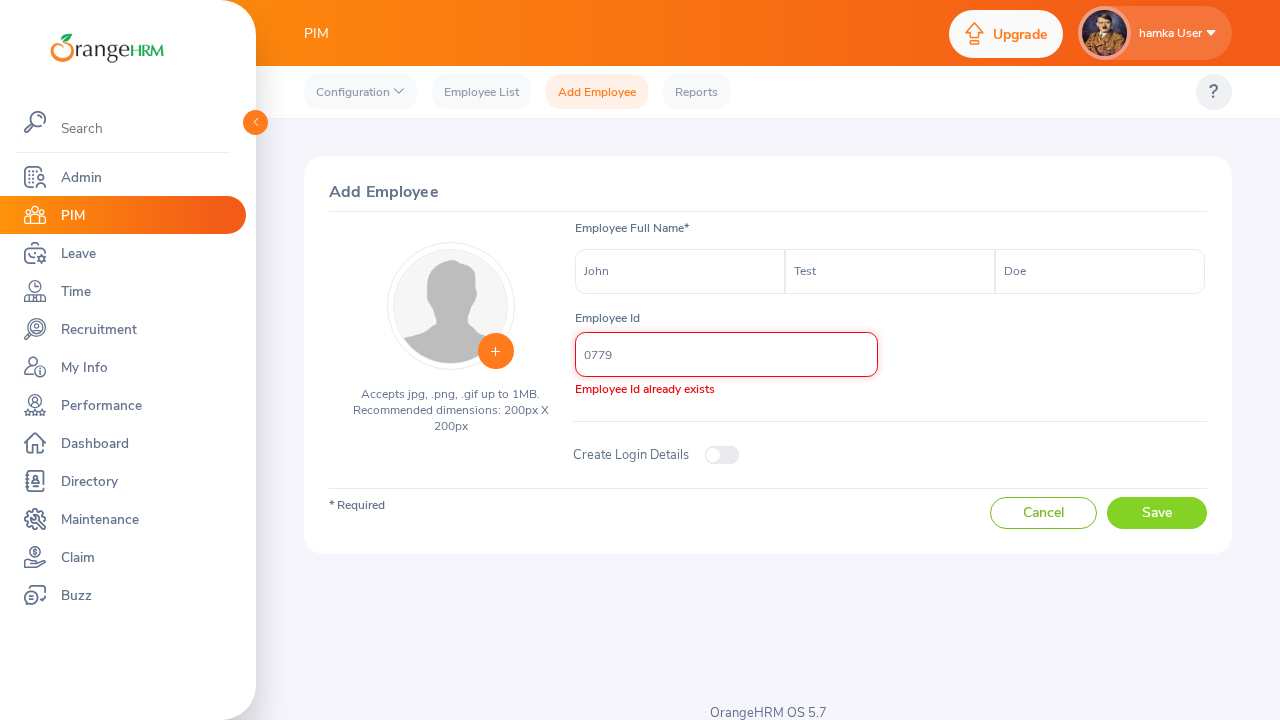 orangeHRM
PIM
Upgrade
hamka User
Search
Configuration
Employee List
Add Employee
Reports
?
Admin
PIM
Leave
Time
Recruitment
My Info
Performance
Dashboard
Directory
Maintenance
Claim
Buzz
Add Employee
Employee Full Name*
John
Test
Doe
Employee Id
0779
Employee Id already exists
+
Accepts jpg, .png, .gif up to 1MB.
Recommended dimensions: 200px X
200px
Create Login Details
* Required
Cancel
Save
OrangeHRM OS 5.7